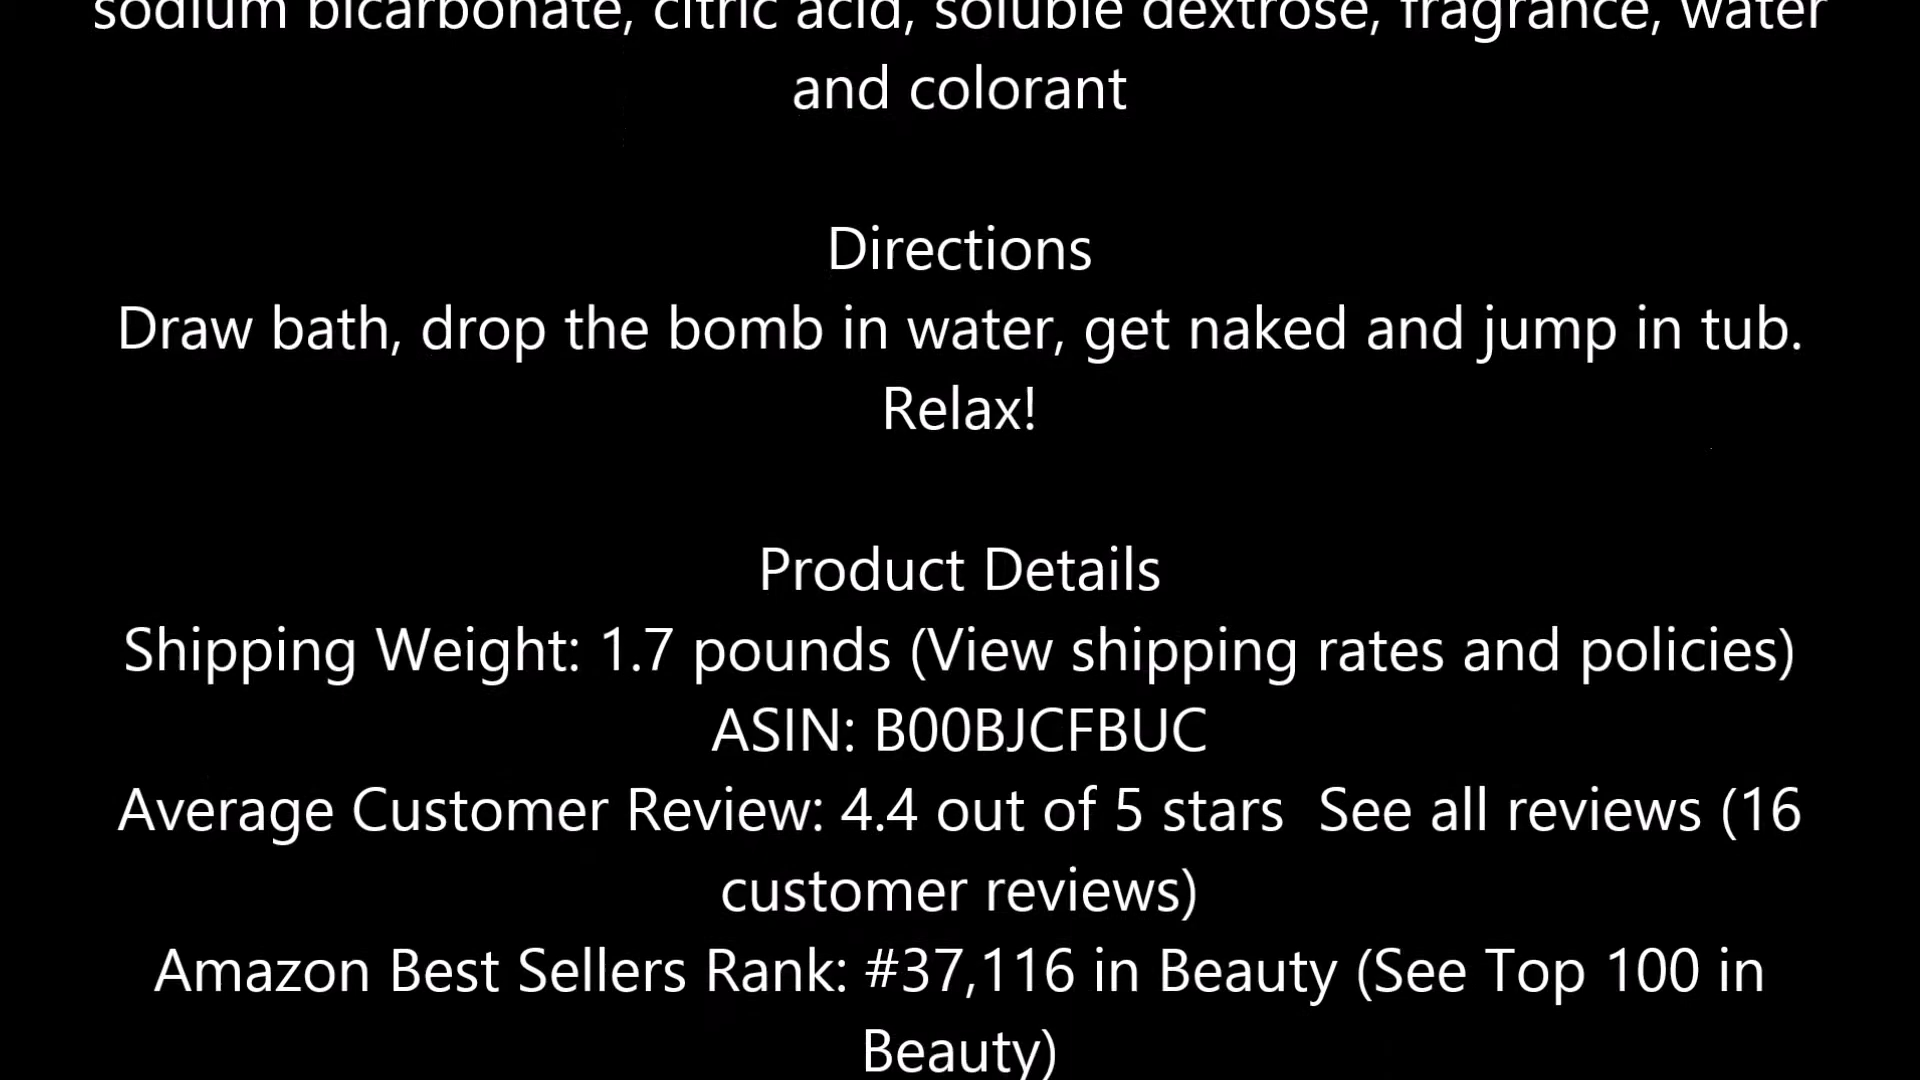 sodium bicarbonate, citric acid, soluble dextrose, fragrance, water
and colorant
Directions
Draw bath, drop the bomb in water, get naked and jump in tub.
Relax!
Product Details
Shipping Weight: 1.7 pounds (View shipping rates and policies)
ASIN: B00BJCFBUC
Average Customer Review: 4.4 out of 5 stars  See all reviews (16
customer reviews)
Amazon Best Sellers Rank: #37,116 in Beauty (See Top 100 in
Beauty)